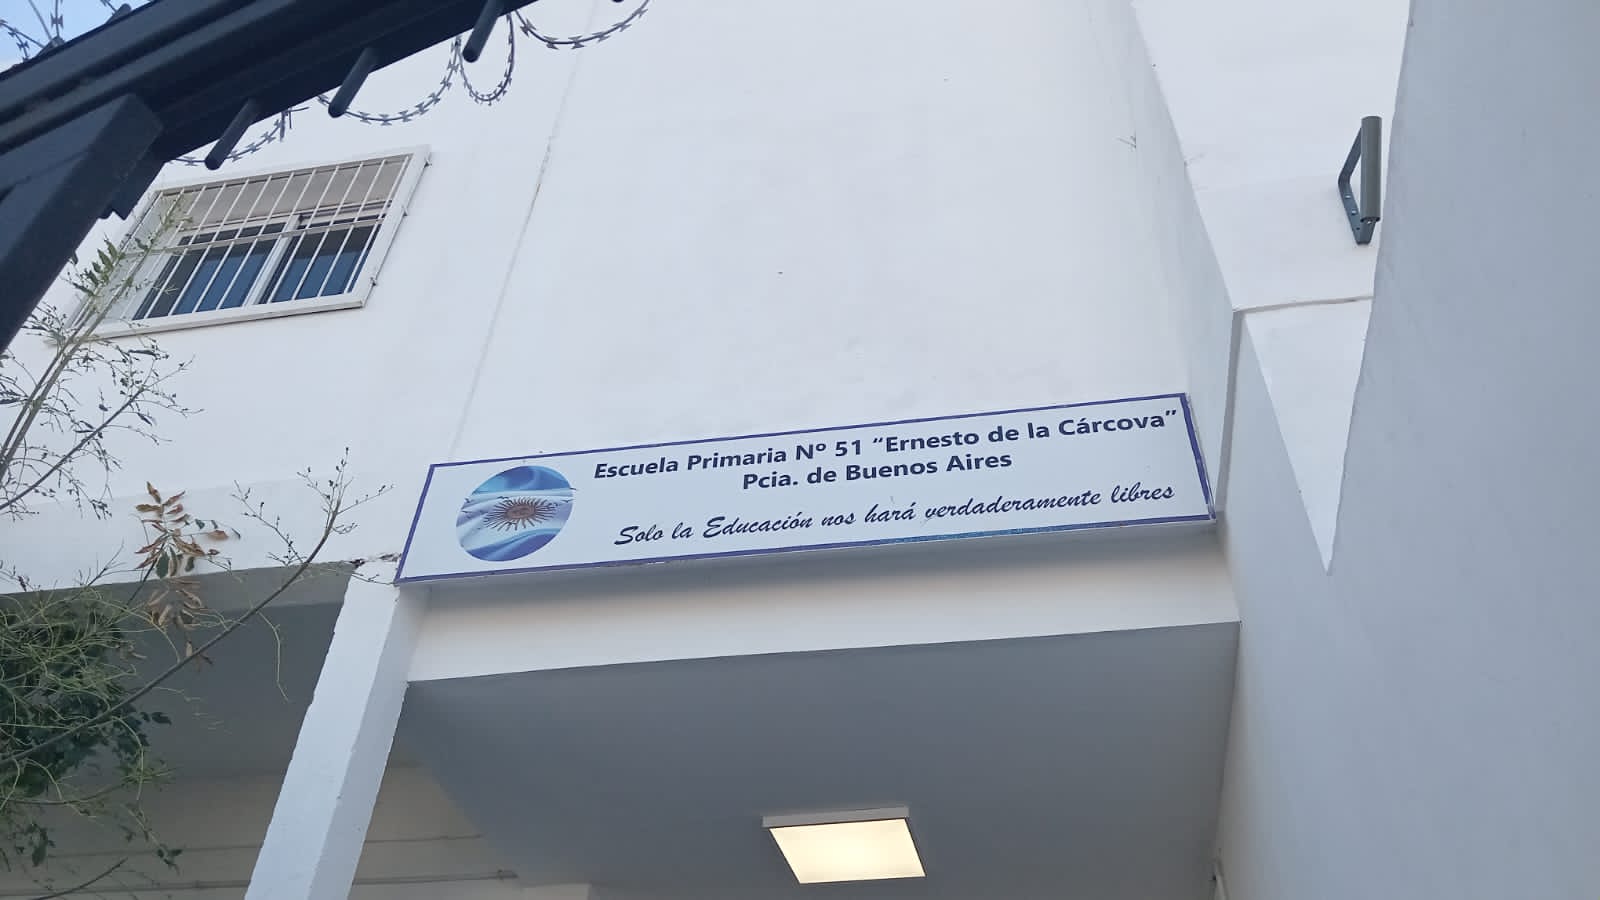 Escuela Primaria Nº 51 “Ernesto de la Cárcova”
Pcia. de Buenos Aires
Solo la Educación nos hará verdaderamente libres